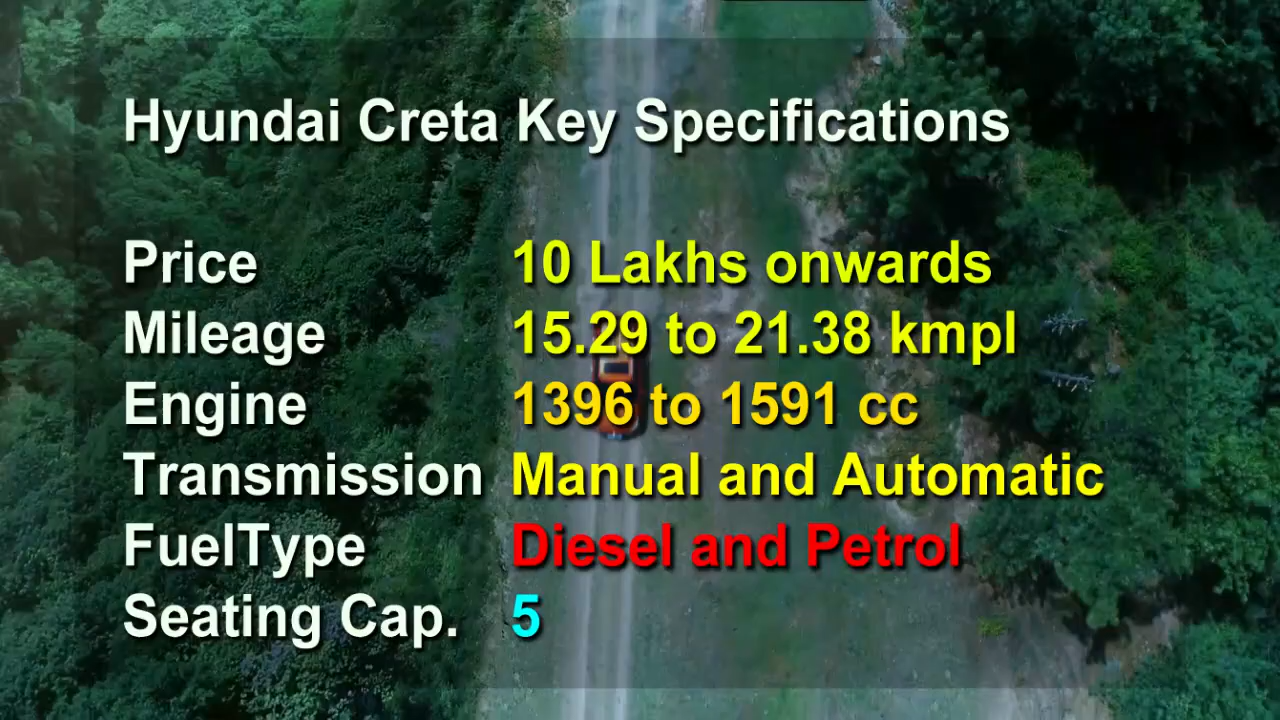 Hyundai Creta Key Specifications
Price 10 Lakhs onwards
Mileage 15.29 to 21.38 kmpl
Engine 1396 to 1591 cc
Transmission Manual and Automatic
FuelType Diesel and Petrol
Seating Cap. 5